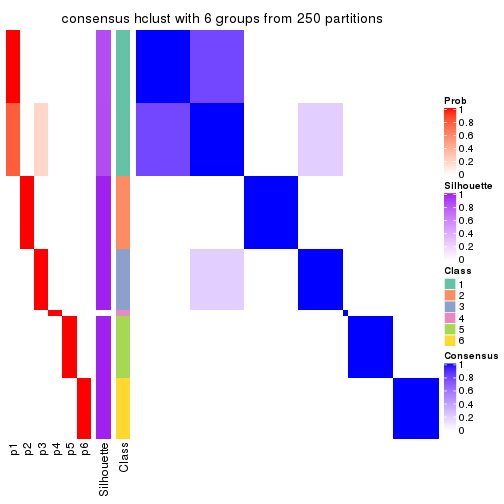 consensus hclust with 6 groups from 250 partitions
Prob
1
0.8
0.6
0.4
0.2
0
Silhouette
1
0.8
0.6
0.4
0.2
0
Class
1
2
3
4
5
6
Consensus
1
0.8
0.6
0.4
0.2
0
p1
p2
p3
p4
p5
p6
Silhouette
Class